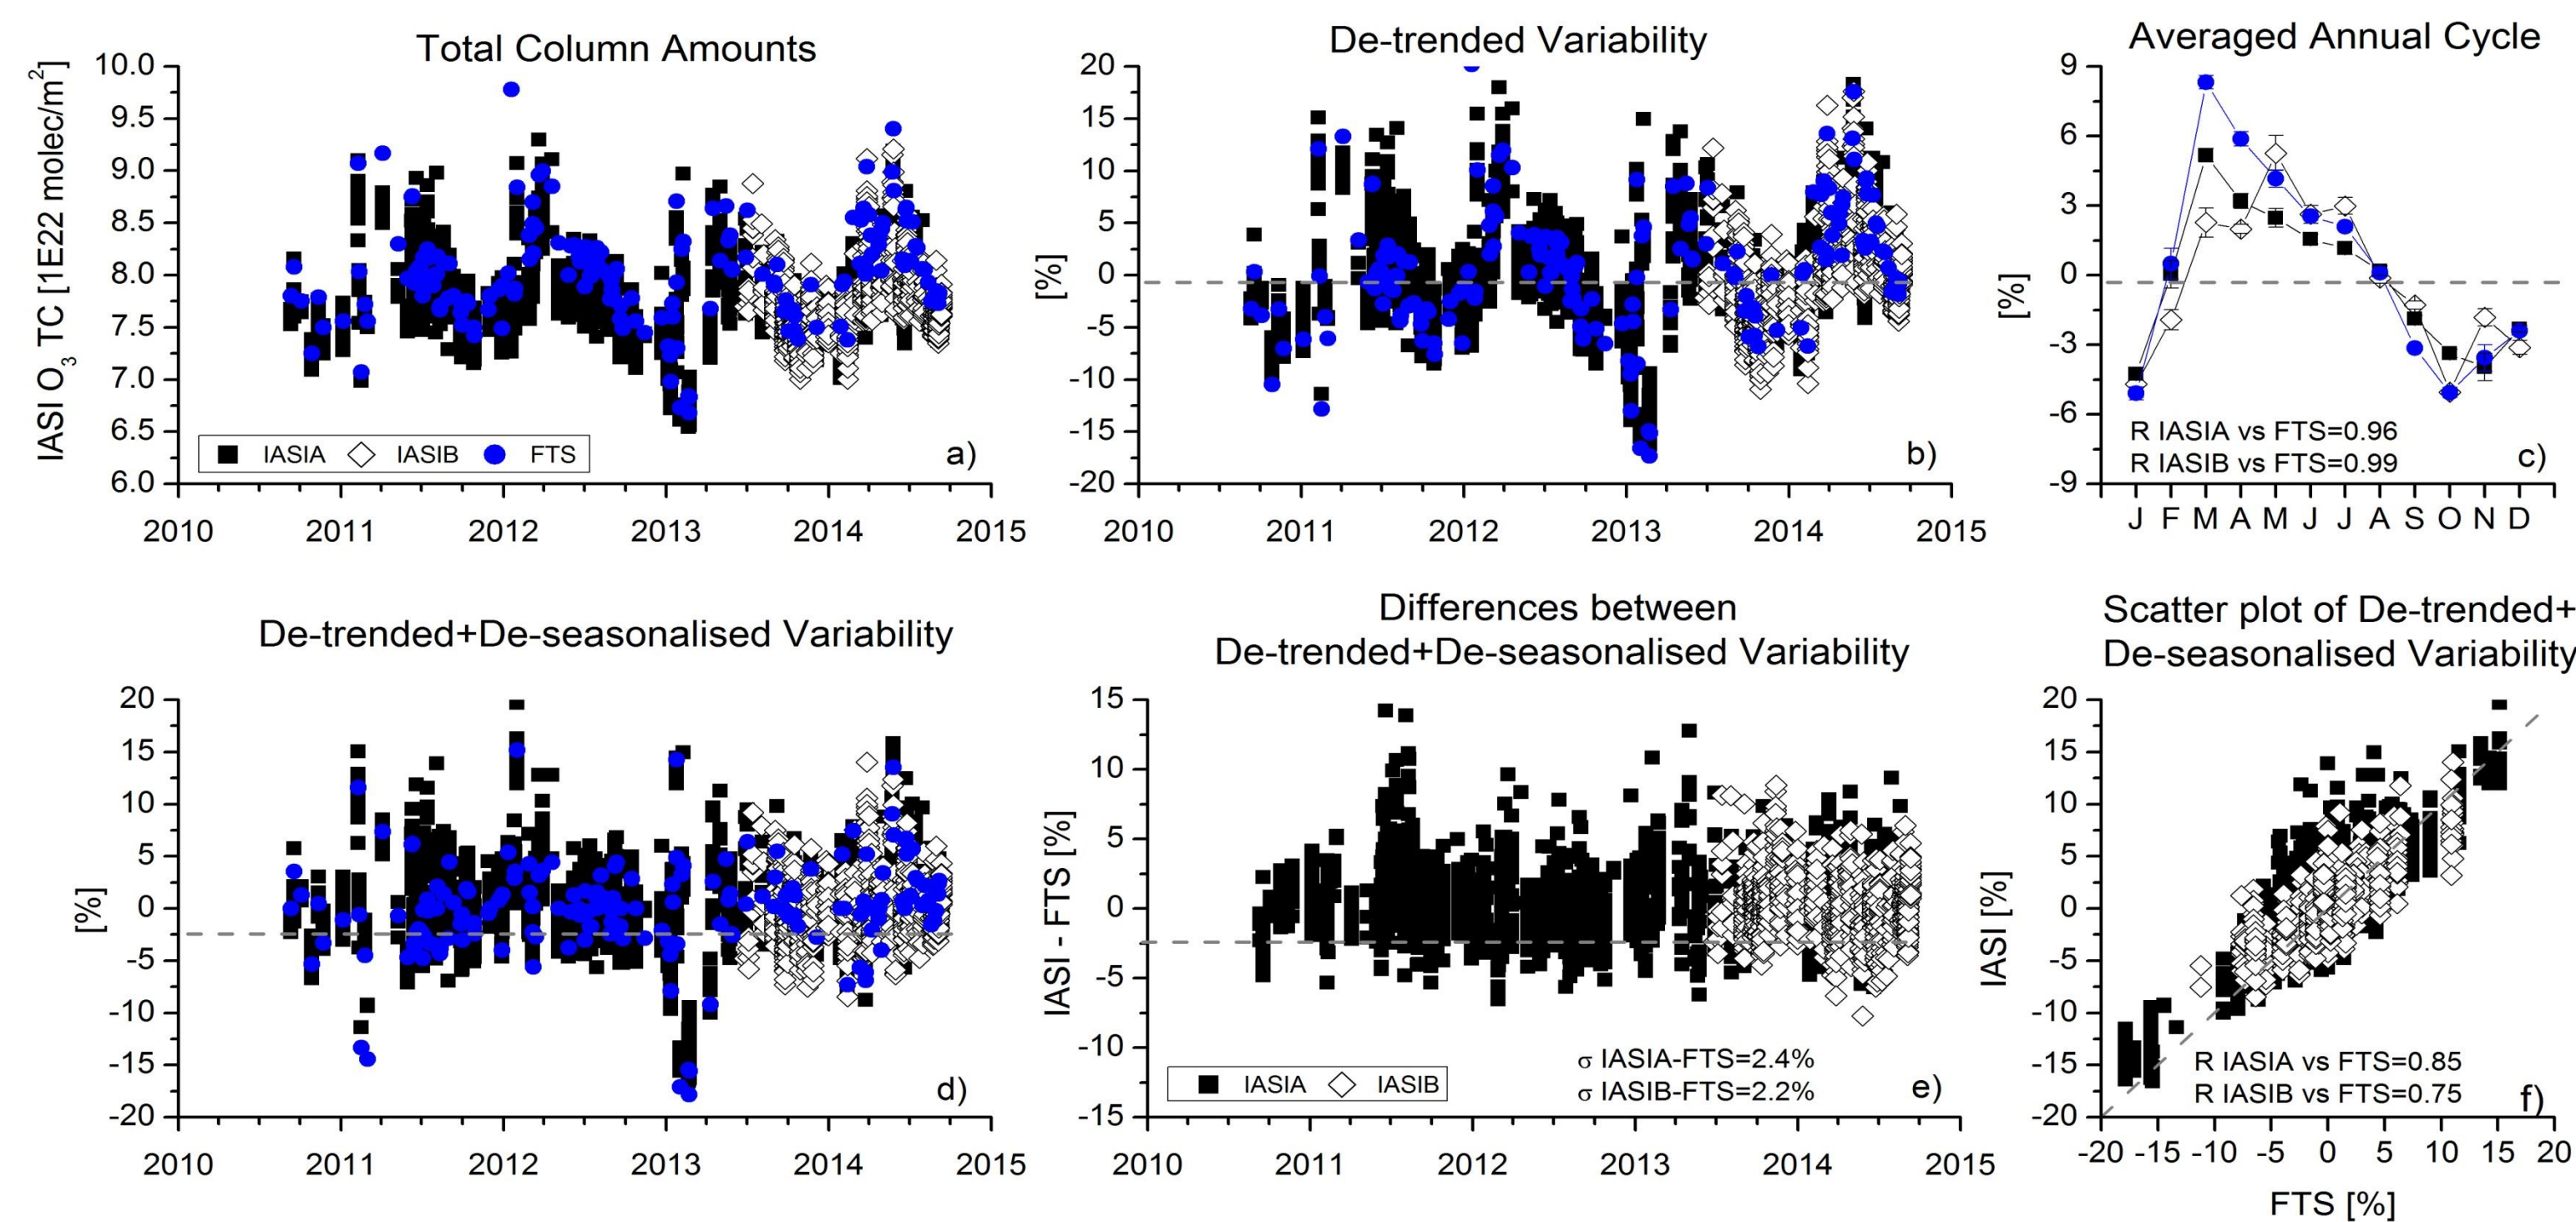 Total Column Amounts
IASI O3 TC [1E22 molec/m2]
10.0
9.5
9.0
8.5
8.0
7.5
7.0
6.5
6.0
IASIA IASIB FTS
a)
2010 2011 2012 2013 2014 2015
De-trended Variability
[%]
20
15
10
5
0
-5
-10
-15
-20
b)
2010 2011 2012 2013 2014 2015
Averaged Annual Cycle
[%]
9
6
3
0
-3
-6
-9
R IASIA vs FTS=0.96
R IASIB vs FTS=0.99
c)
J F M A M J J A S O N D
De-trended+De-seasonalised Variability
[%]
20
15
10
5
0
-5
-10
-15
-20
d)
2010 2011 2012 2013 2014 2015
Differences between
De-trended+De-seasonalised Variability
IASI - FTS [%]
15
10
5
0
-5
-10
-15
IASIA IASIB
σ IASIA-FTS=2.4%
σ IASIB-FTS=2.2%
e)
2010 2011 2012 2013 2014 2015
Scatter plot of De-trended+
De-seasonalised Variability
IASI [%]
20
15
10
5
0
-5
-10
-15
-20
R IASIA vs FTS=0.85
R IASIB vs FTS=0.75
f)
-20 -15 -10 -5 0 5 10 15 20
FTS [%]